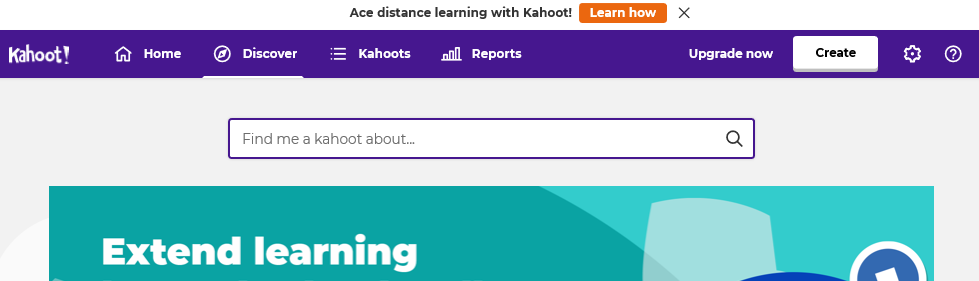 Ace distance learning with Kahoot! Learn how
Kahoot! Home Discover Kahoots Reports Upgrade now Create
Find me a kahoot about...
Extend learning